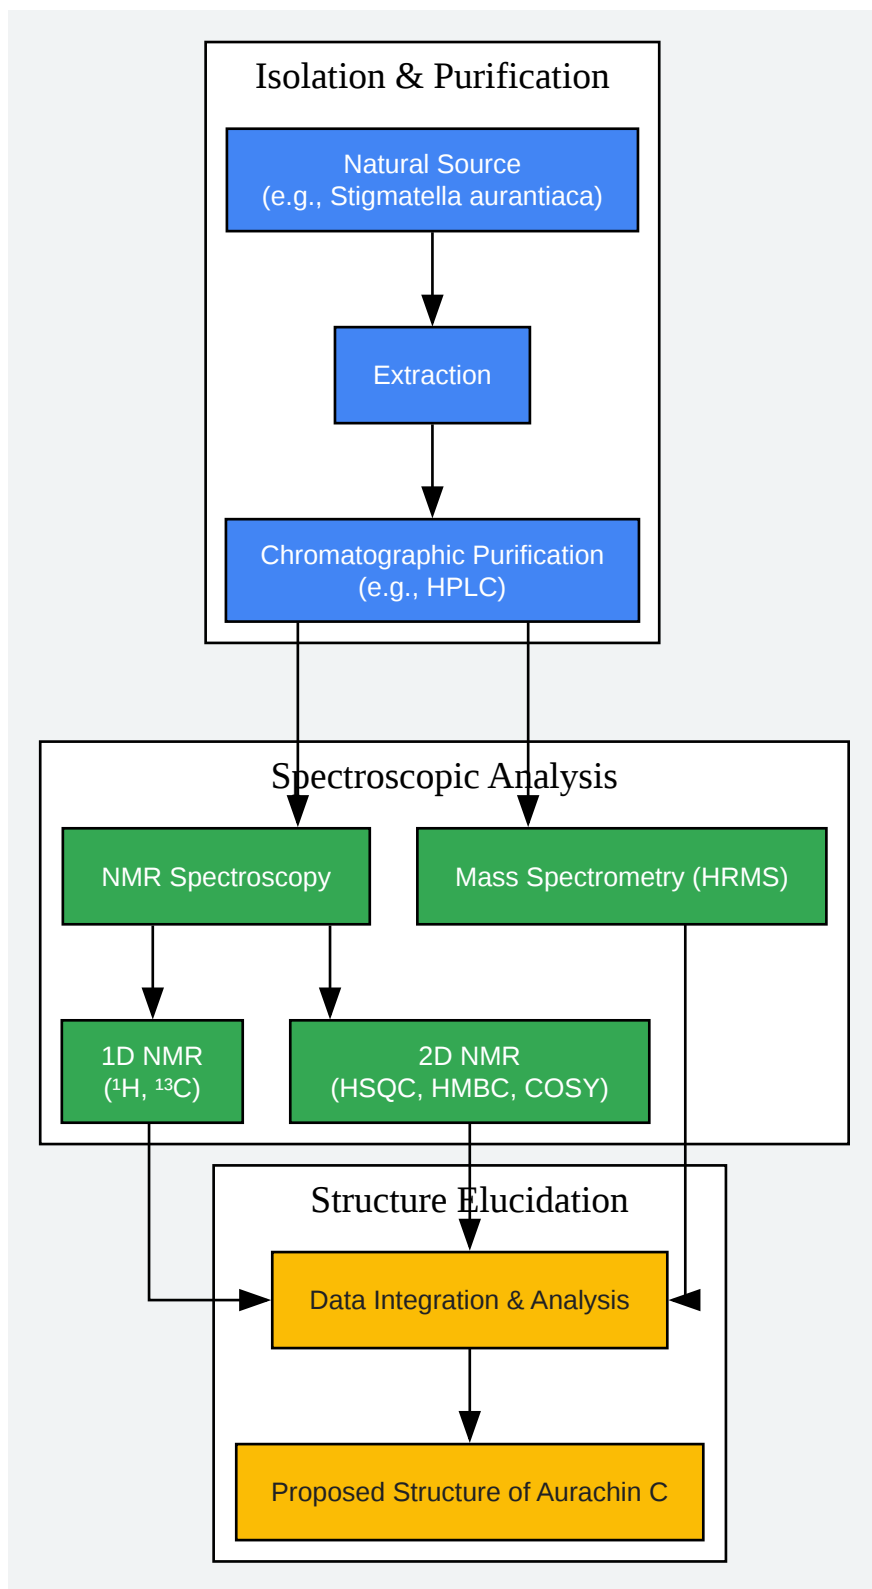 Isolation & Purification
Natural Source
(e.g., Stigmatella aurantiaca)
Extraction
Chromatographic Purification
(e.g., HPLC)
Spectroscopic Analysis
NMR Spectroscopy
Mass Spectrometry (HRMS)
1D NMR
(¹H, ¹³C)
2D NMR
(HSQC, HMBC, COSY)
Structure Elucidation
Data Integration & Analysis
Proposed Structure of Aurachin C